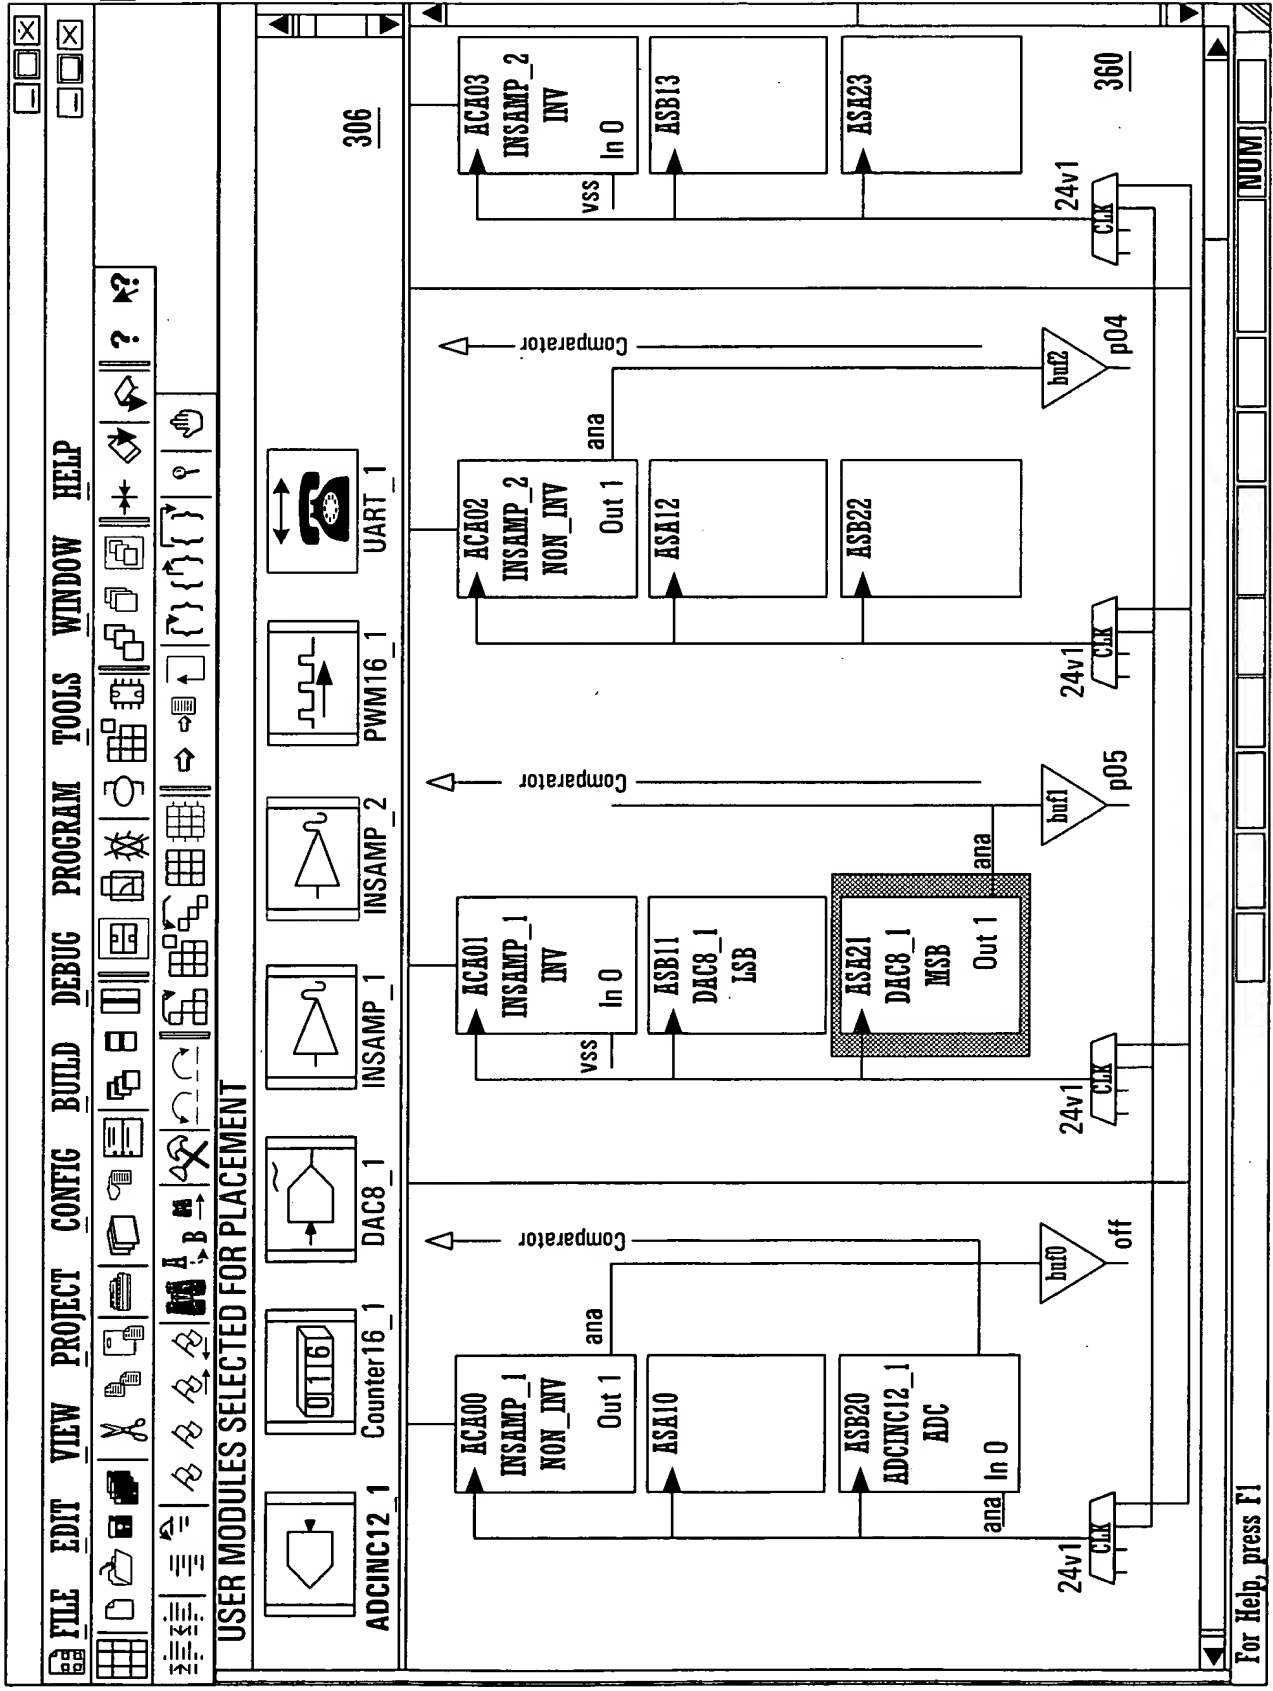 FILE EDIT VIEW PROJECT CONFIG BUILD DEBUG PROGRAM TOOLS WINDOW HELP
? ?
A B
USER MODULES SELECTED FOR PLACEMENT
306
0 1 6
ADCINC12_1
Counter16_1
DAC8_1
INSAMP_1
INSAMP_2
PWM16_1
UART_1
ACA00
INSAMP_1
NON_INV
Out 1
ana
ASA10
ASB20
ADCINC12_1
ADC
In 0
ana
Comparator
buf0
off
24v1
CLK
ACA01
INSAMP_1
INV
In 0
vss
ASB11
DAC8_1
LSB
ASA21
DAC8_1
MSB
Out 1
ana
Comparator
buf1
p05
24v1
CLK
ACA02
INSAMP_2
NON_INV
Out 1
ana
ASA12
ASB22
Comparator
buf2
p04
24v1
CLK
ACA03
INSAMP_2
INV
In 0
vss
ASB13
ASA23
24v1
CLK
360
For Help, press F1
NUM